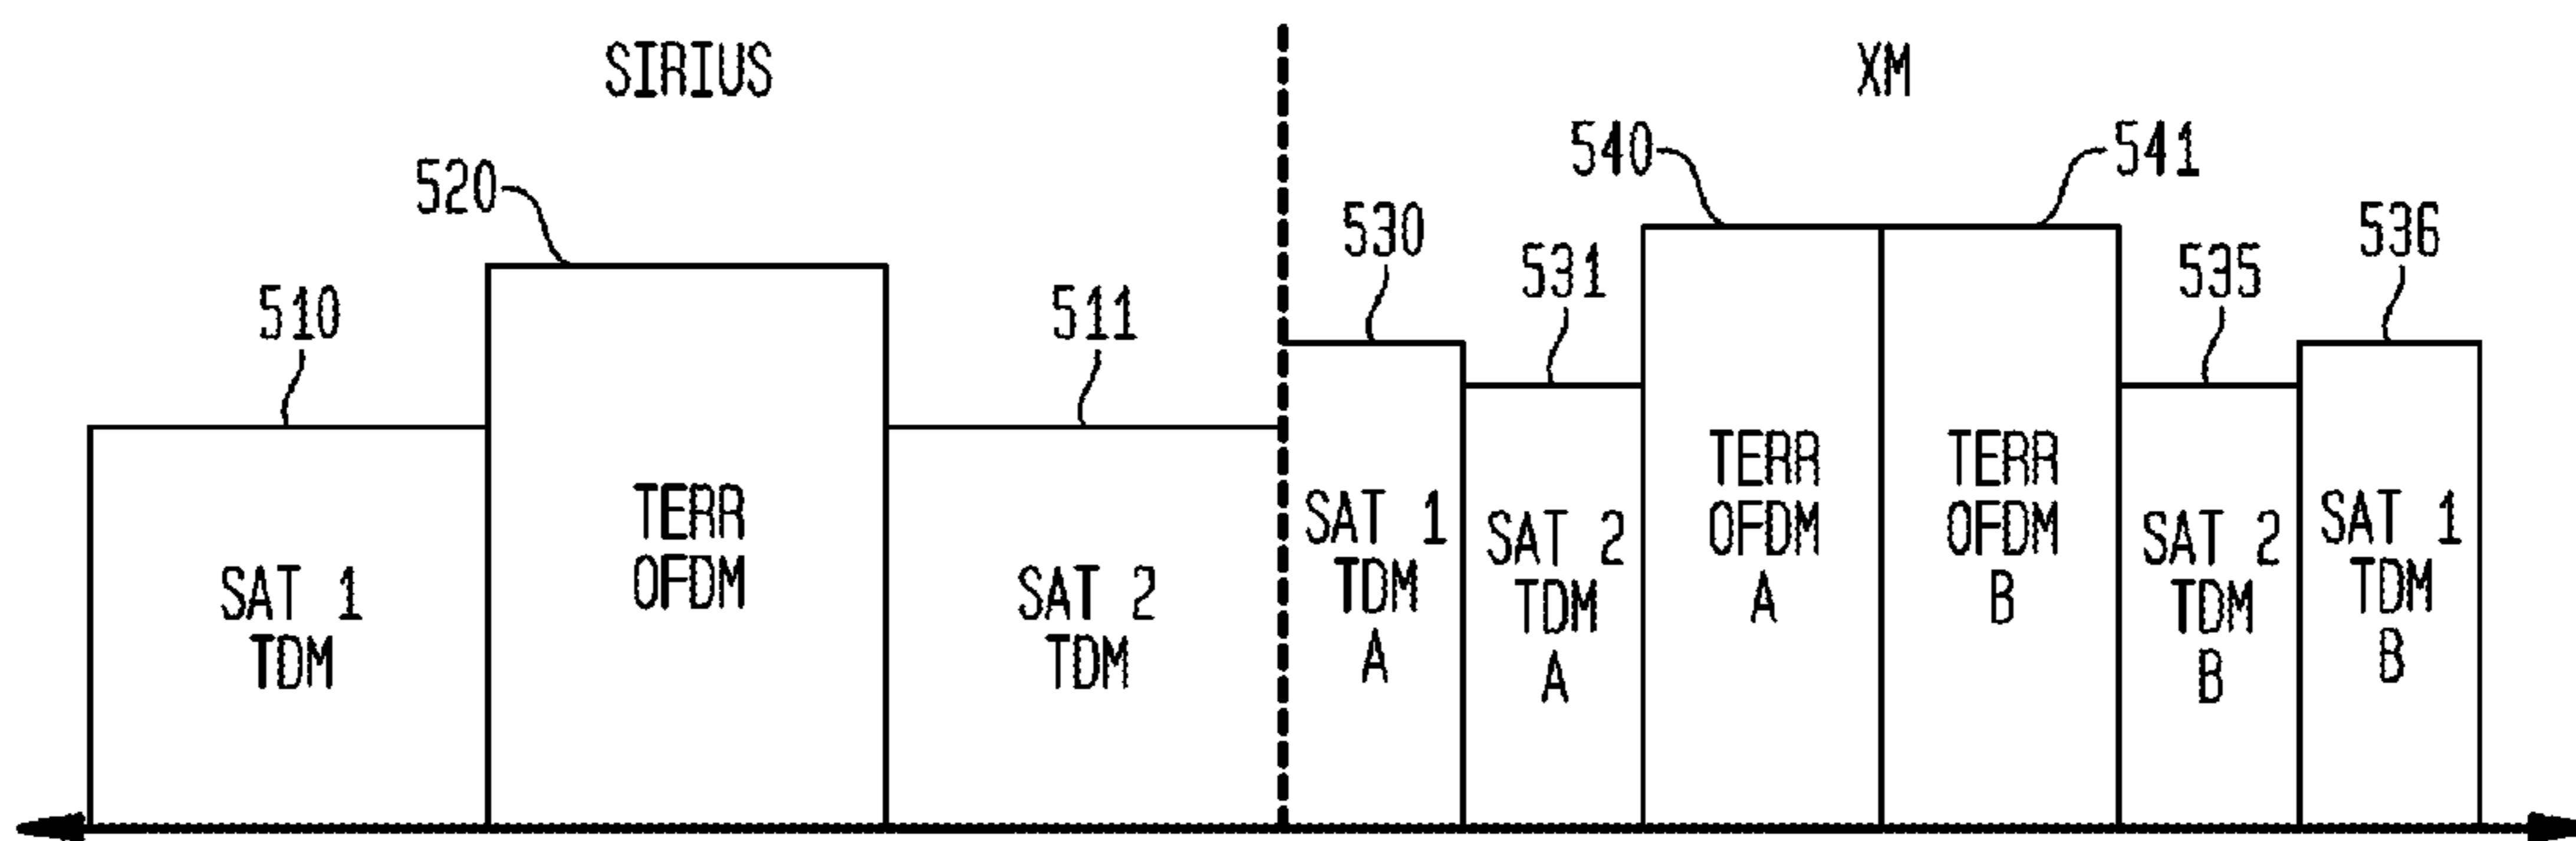 SIRIUS
XM
520
540
541
510
511
530
531
535
536
SAT 1
TDM
TERR
OFDM
SAT 2
TDM
SAT 1
TDM
A
SAT 2
TDM
A
TERR
OFDM
A
TERR
OFDM
B
SAT 2
TDM
B
SAT 1
TDM
B